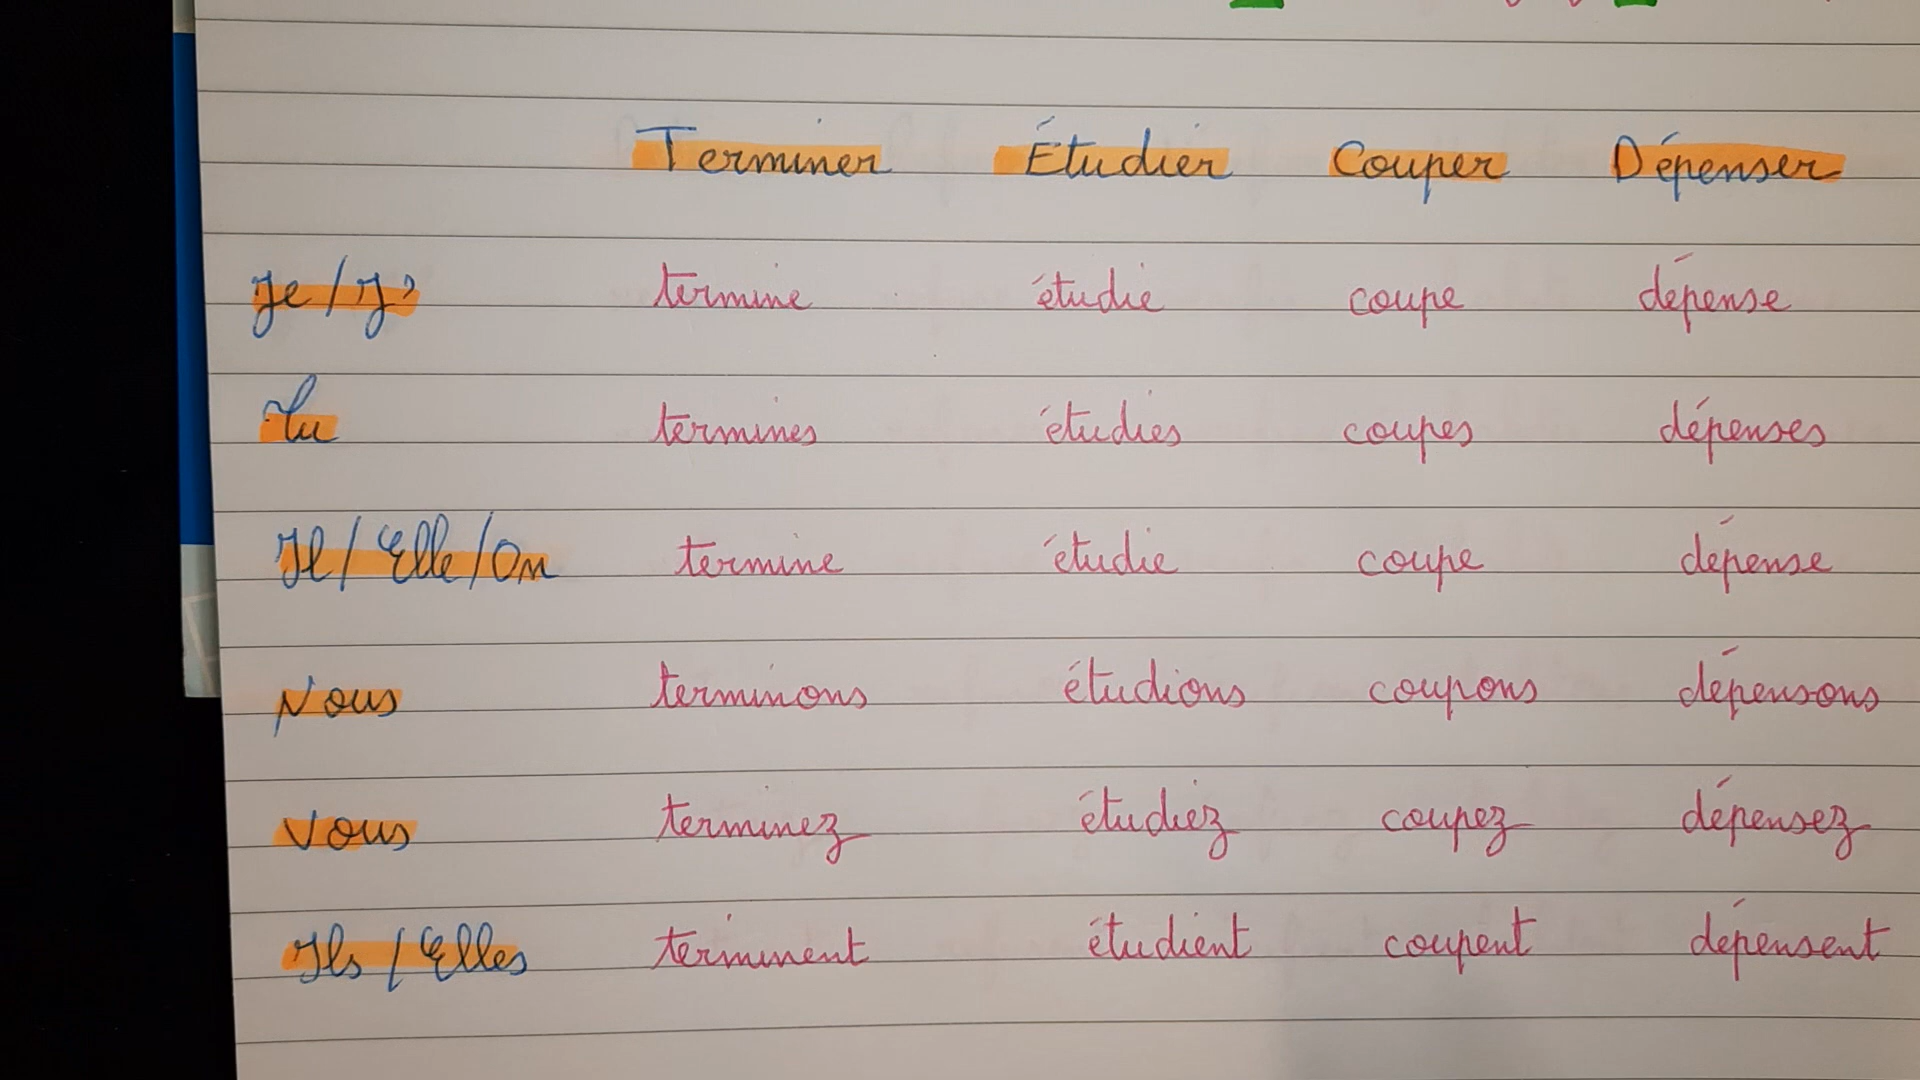 Terminer Étudier Couper Dépenser
Je / J' termine étudie coupe dépense
Tu termines étudies coupes dépenses
Il / Elle / On termine étudie coupe dépense
Nous terminons étudions coupons dépensons
Vous terminez étudiez coupez dépensez
Ils / Elles terminent étudient coupent dépensent